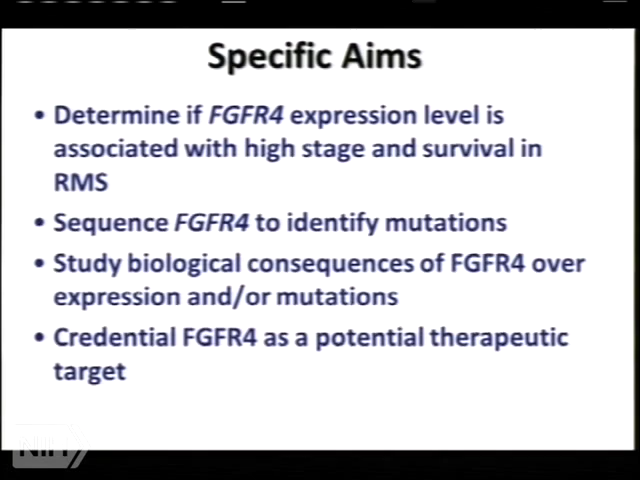 Specific Aims
• Determine if FGFR4 expression level is
associated with high stage and survival in
RMS
• Sequence FGFR4 to identify mutations
• Study biological consequences of FGFR4 over
expression and/or mutations
• Credential FGFR4 as a potential therapeutic
target
NIH